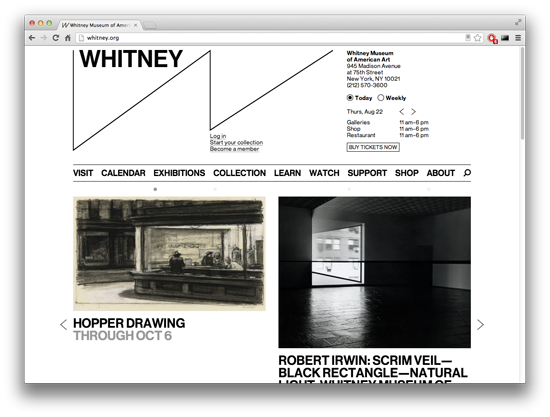 Whitney Museum of Americ
whitney.org
WHITNEY
Whitney Museum
of American Art
945 Madison Avenue
at 75th Street
New York, NY 10021
(212) 570-3600
Today Weekly
Thurs, Aug 22
Galleries 11 am–6 pm
Shop 11 am–6 pm
Restaurant 11 am–6 pm
BUY TICKETS NOW
Log in
Start your collection
Become a member
VISIT CALENDAR EXHIBITIONS COLLECTION LEARN WATCH SUPPORT SHOP ABOUT
HOPPER DRAWING
THROUGH OCT 6
ROBERT IRWIN: SCRIM VEIL—
BLACK RECTANGLE—NATURAL
LIGHT, WHITNEY MUSEUM OF